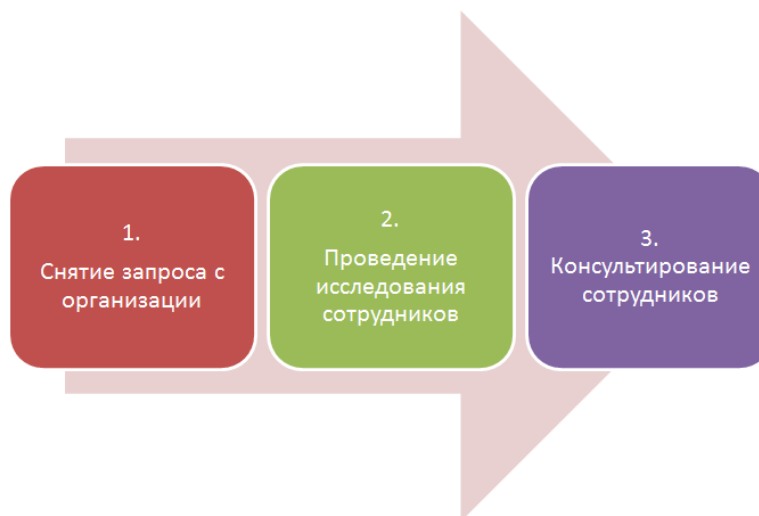 1.
Снятие запроса с
организации
2.
Проведение
исследования
сотрудников
3.
Консультирование
сотрудников